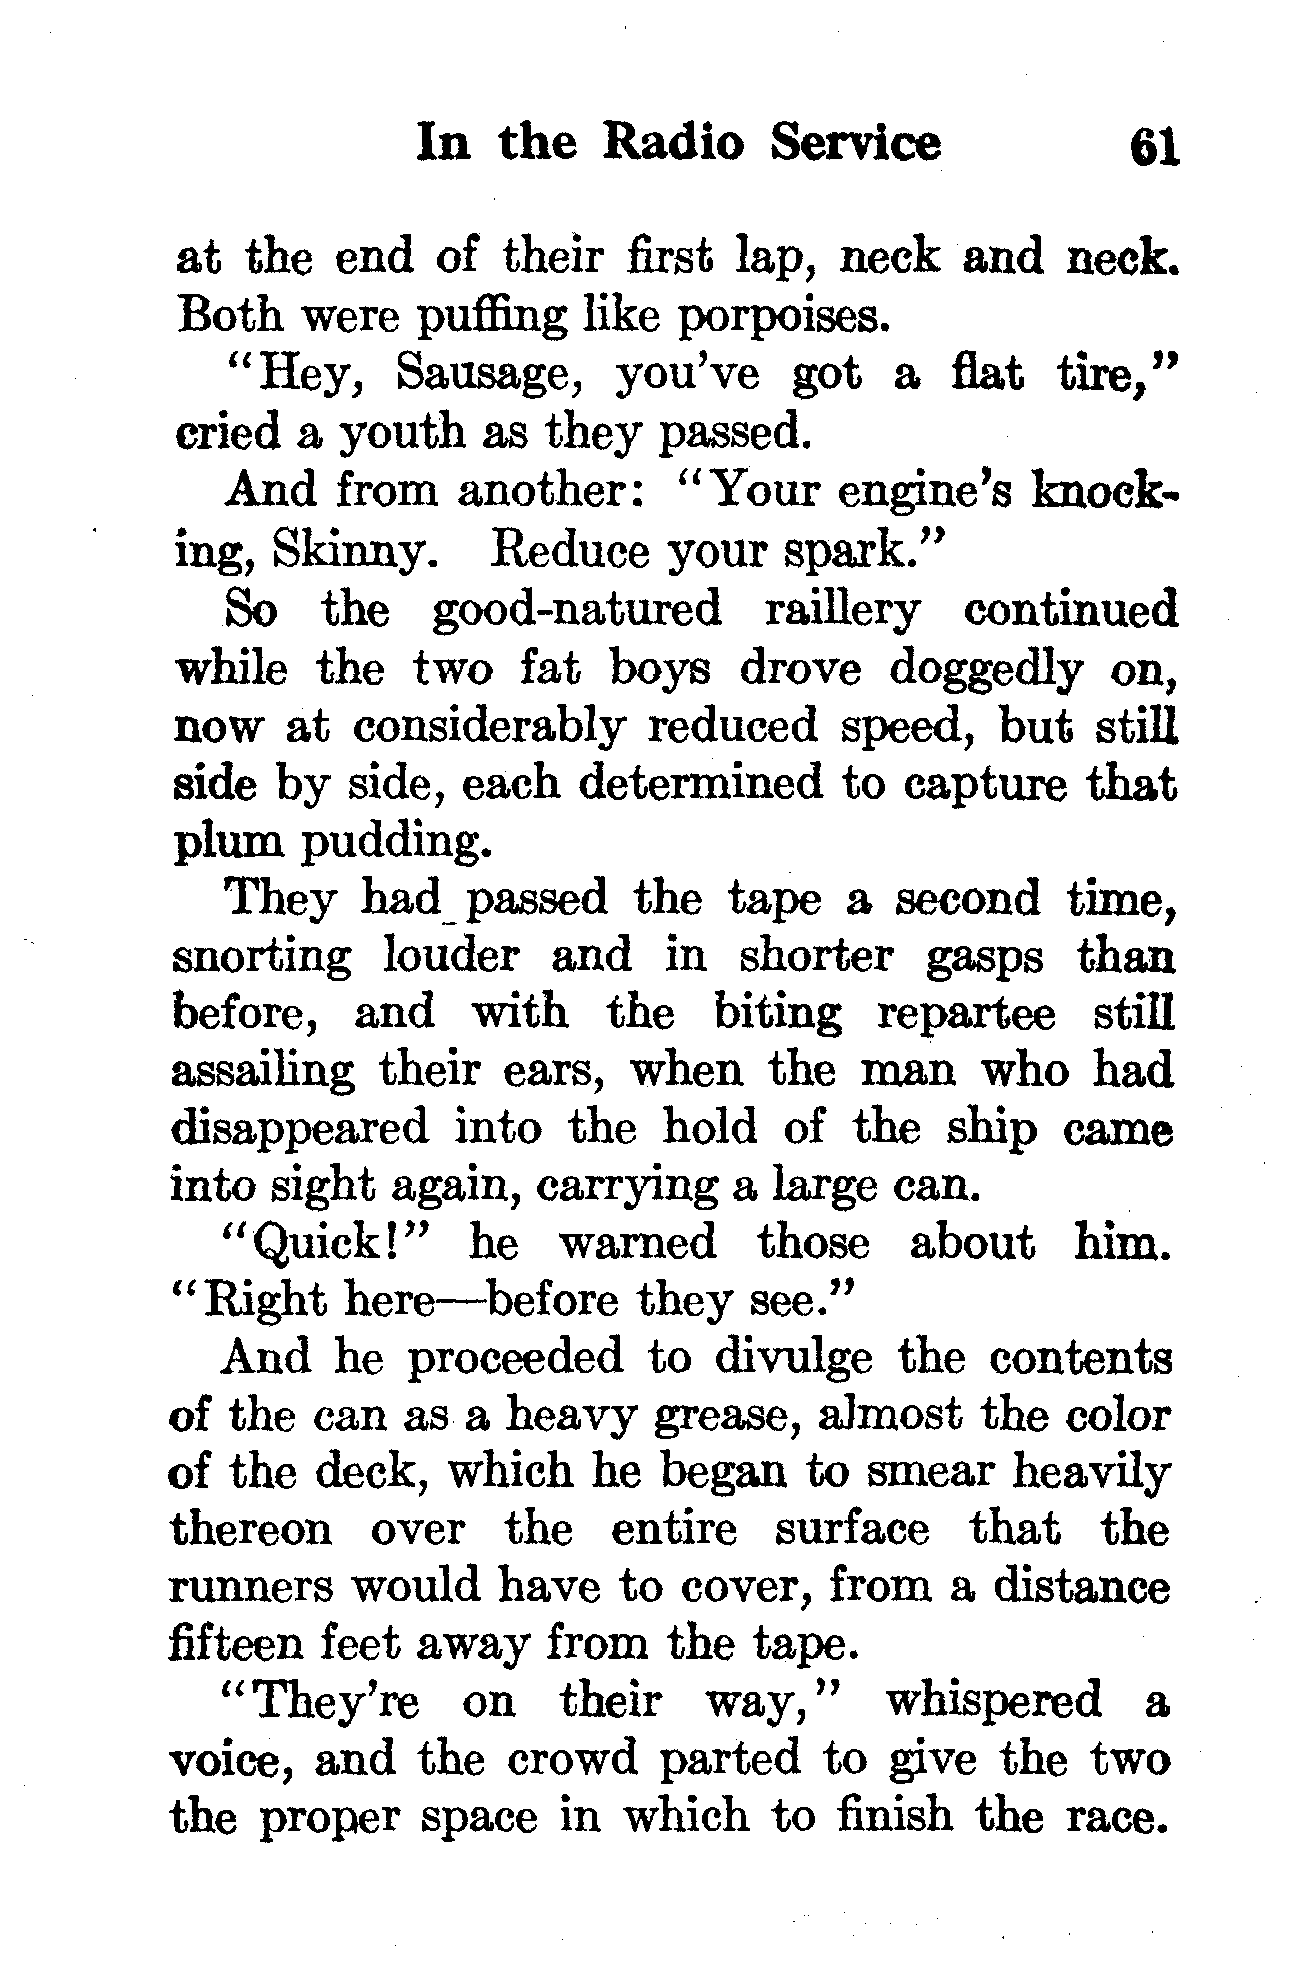 In the Radio Service 61
at the end of their first lap, neck and neck.
Both were puffing like porpoises.
"Hey, Sausage, you've got a flat tire,"
cried a youth as they passed.
And from another: "Your engine's knock-
ing, Skinny. Reduce your spark."
So the good-natured raillery continued
while the two fat boys drove doggedly on,
now at considerably reduced speed, but still
side by side, each determined to capture that
plum pudding.
They had passed the tape a second time,
snorting louder and in shorter gasps than
before, and with the biting repartee still
assailing their ears, when the man who had
disappeared into the hold of the ship came
into sight again, carrying a large can.
"Quick!" he warned those about him.
"Right here—before they see."
And he proceeded to divulge the contents
of the can as a heavy grease, almost the color
of the deck, which he began to smear heavily
thereon over the entire surface that the
runners would have to cover, from a distance
fifteen feet away from the tape.
"They're on their way," whispered a
voice, and the crowd parted to give the two
the proper space in which to finish the race.